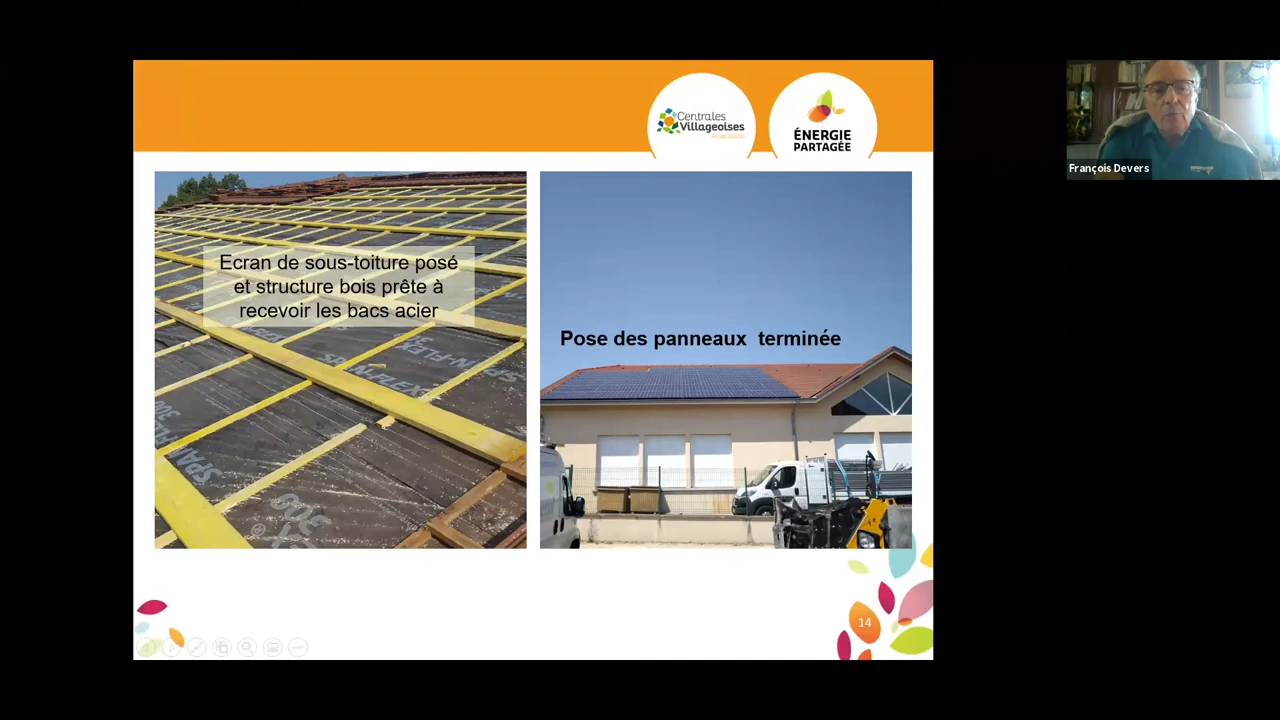 Centrales
Villageoises
ÉNERGIE
PARTAGÉE
François Devers
Ecran de sous-toiture posé
et structure bois prête à
recevoir les bacs acier
Pose des panneaux  terminée
14